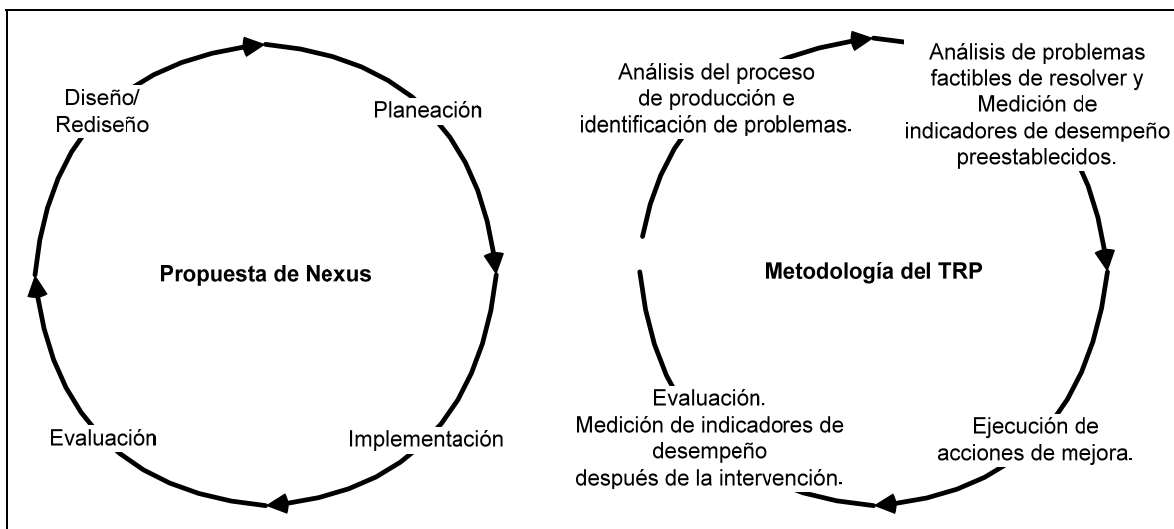 Diseño/
Rediseño
Planeación
Propuesta de Nexus
Evaluación
Implementación
Análisis del proceso
de producción e
identificación de problemas.
Análisis de problemas
factibles de resolver y
Medición de
indicadores de desempeño
preestablecidos.
Metodología del TRP
Evaluación.
Medición de indicadores de
desempeño
después de la intervención.
Ejecución de
acciones de mejora.